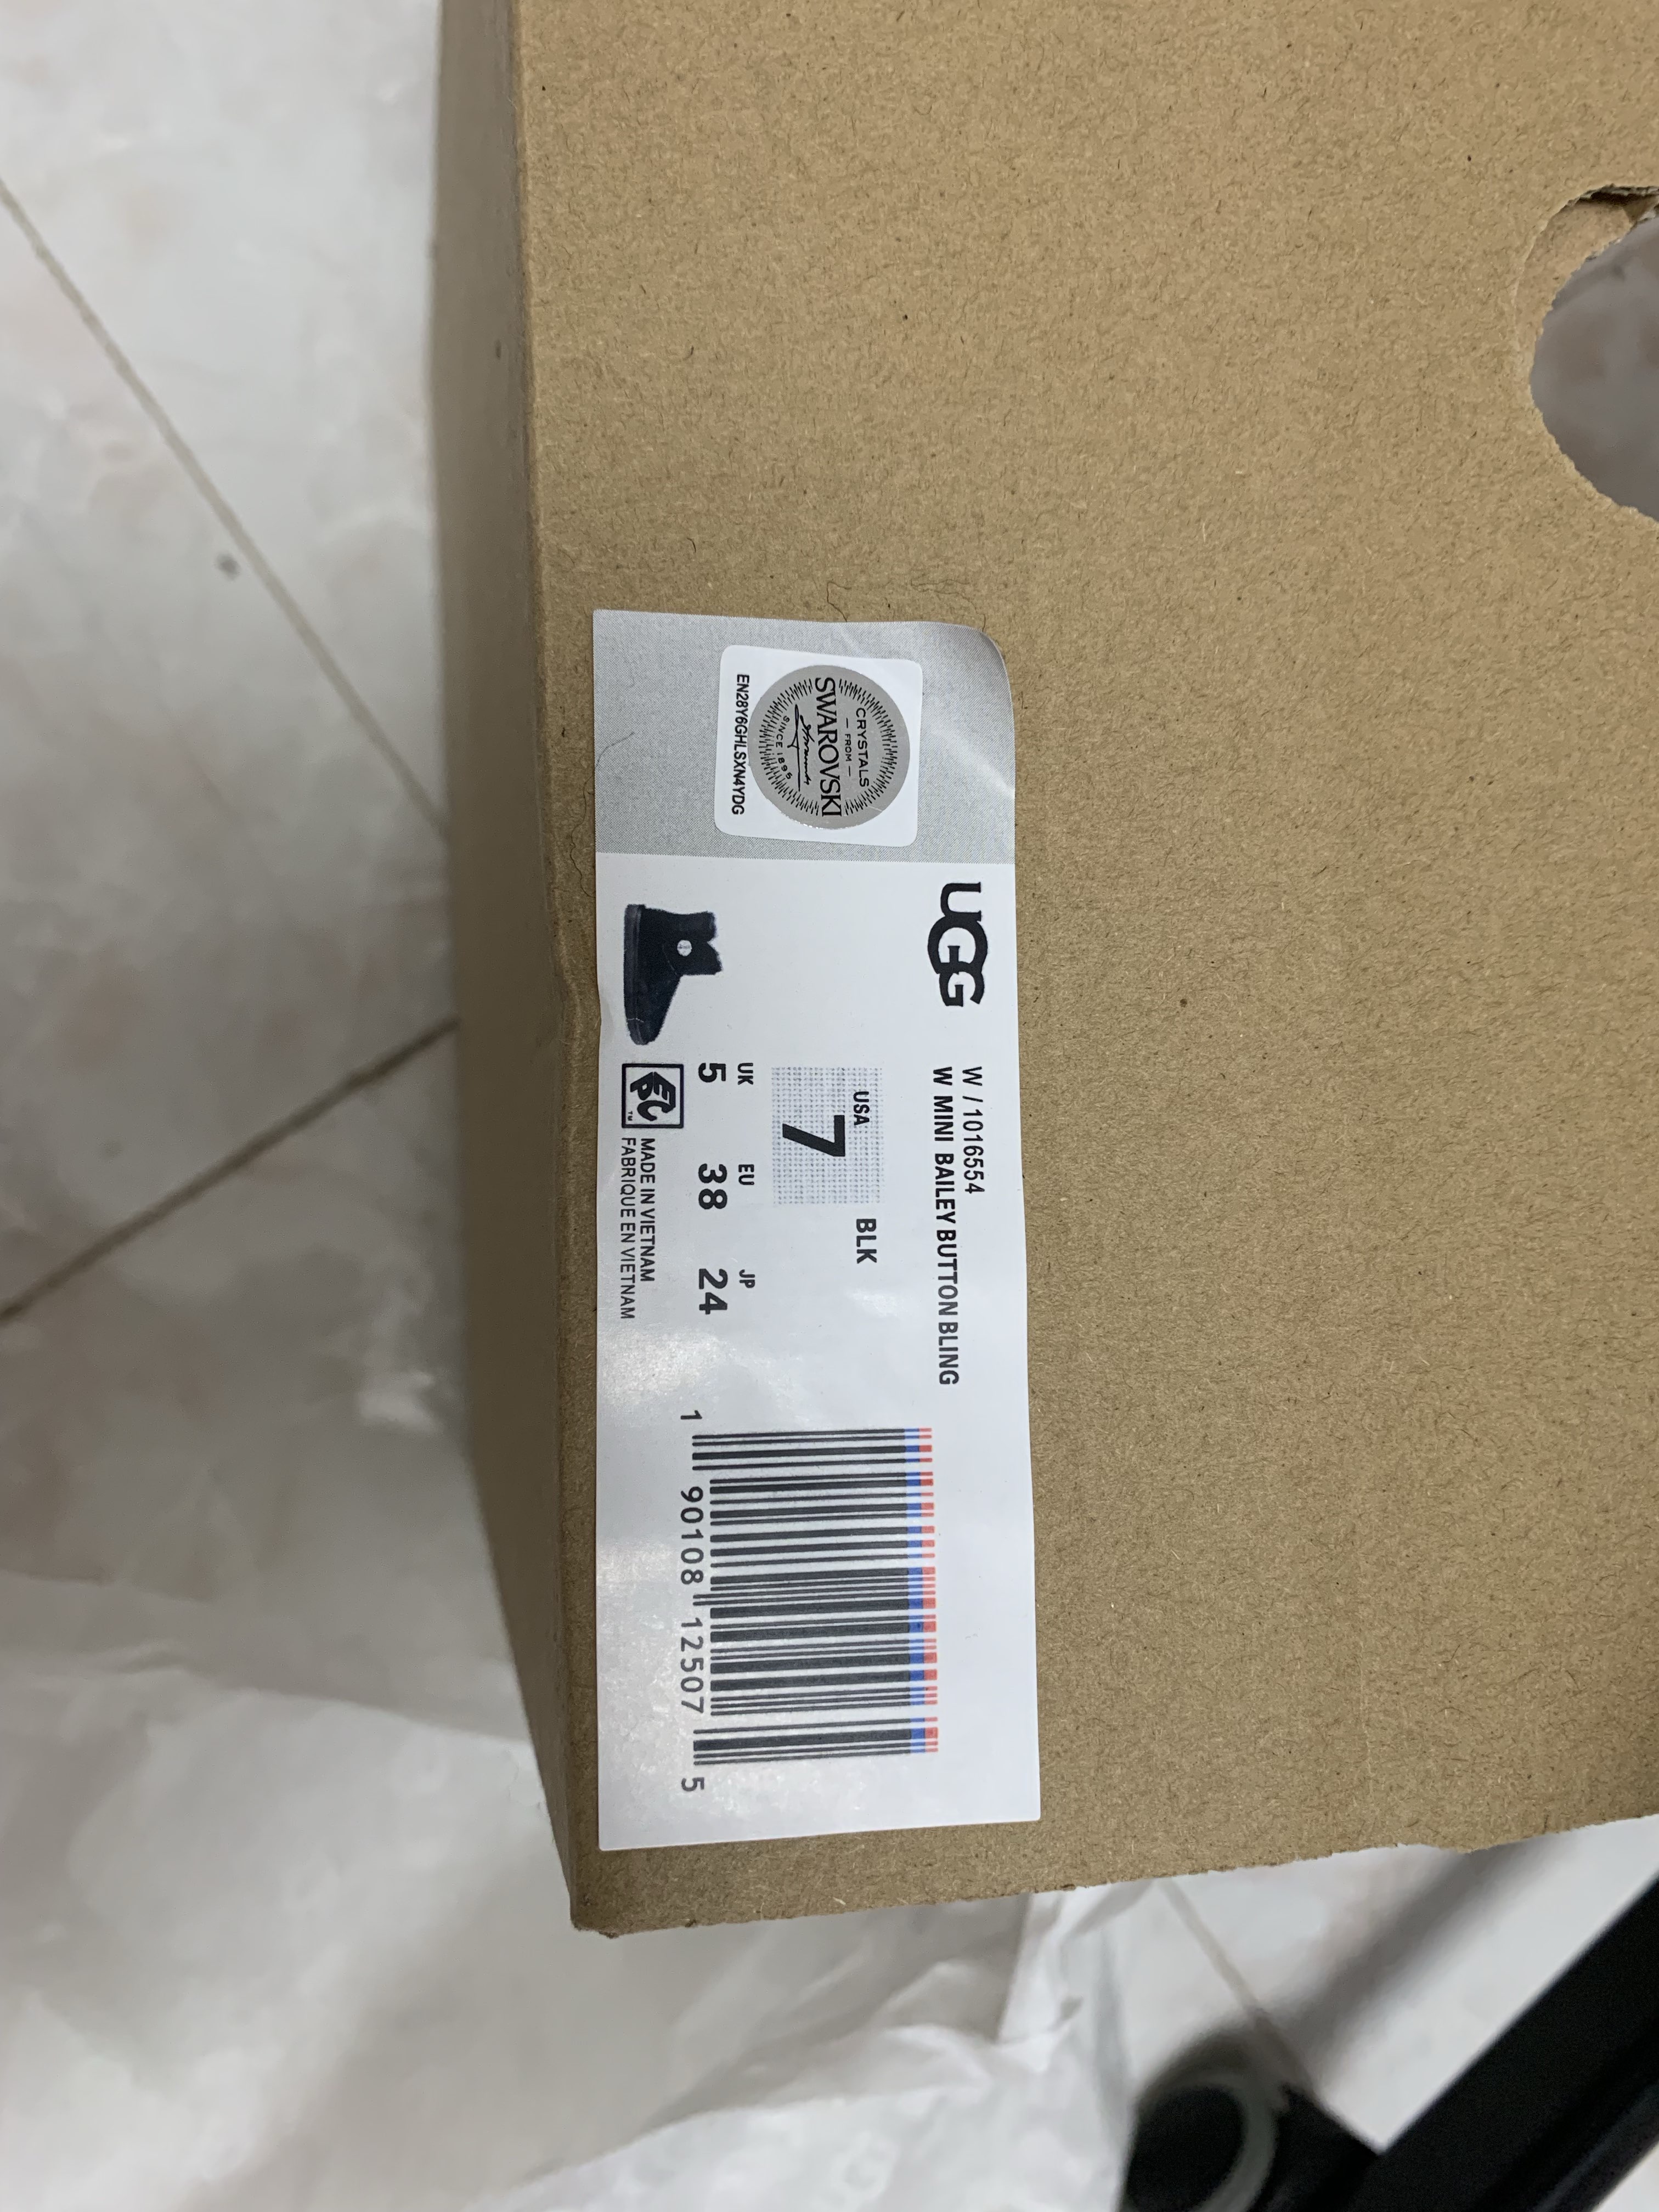 CRYSTALS
— FROM —
SWAROVSKI
SINCE 1895
EN28Y6GHLSXN4YDG
UGG
W / 1016554
W MINI BAILEY BUTTON BLING
USA
7
BLK
UK EU JP
5 38 24
MADE IN VIETNAM
FABRIQUE EN VIETNAM
1 90108 12507 5